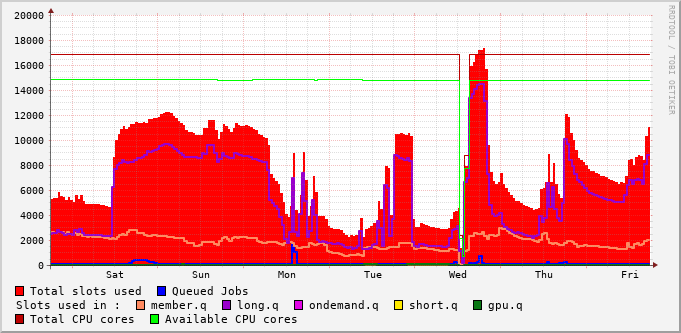 20000
18000
16000
14000
12000
10000
8000
6000
4000
2000
0
Sat Sun Mon Tue Wed Thu Fri
Total slots used Queued Jobs
Slots used in : member.q long.q ondemand.q short.q gpu.q
Total CPU cores Available CPU cores
RRDTOOL / TOBI OETIKER